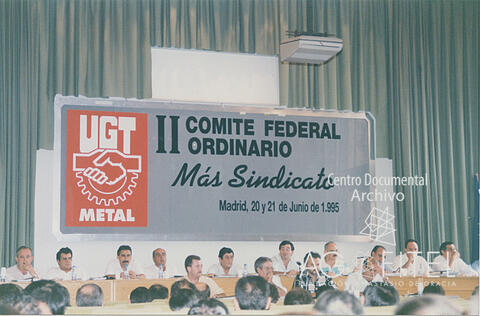 UGT
METAL
II COMITE FEDERAL
ORDINARIO
Más Sindicato
Madrid, 20 y 21 de Junio de 1.995
Centro Documental
Archivo